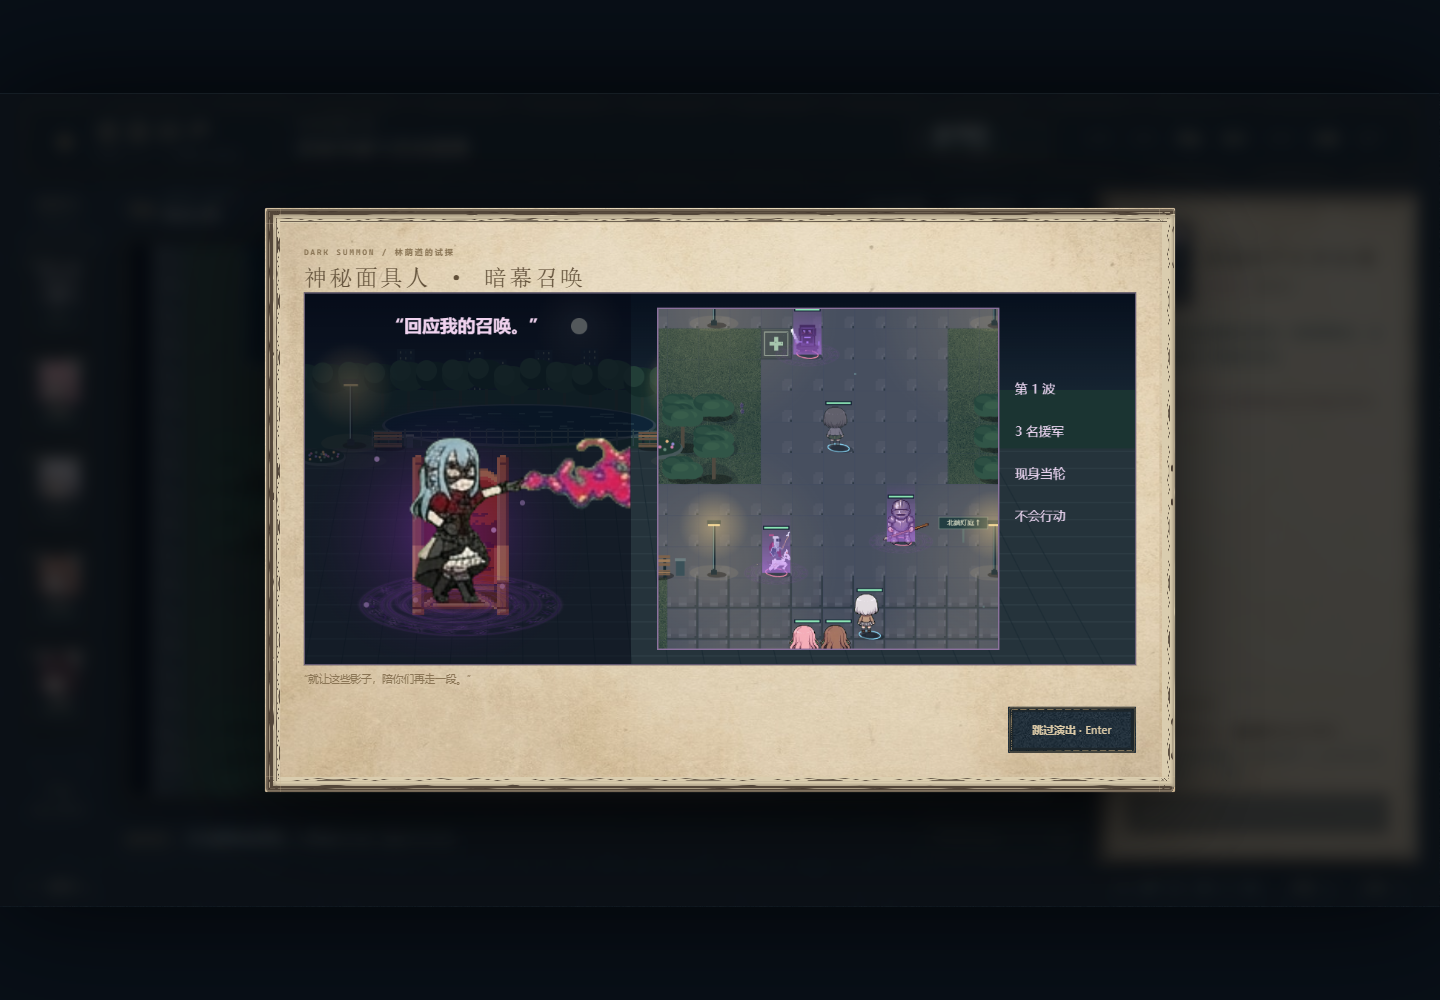 DARK SUMMON / 林荫道的试探
神秘面具人 • 暗幕召唤
“回应我的召唤。”
第 1 波
3 名援军
现身当轮
不会行动
“就让这些影子，陪你们再走一段。”
跳过演出 · Enter